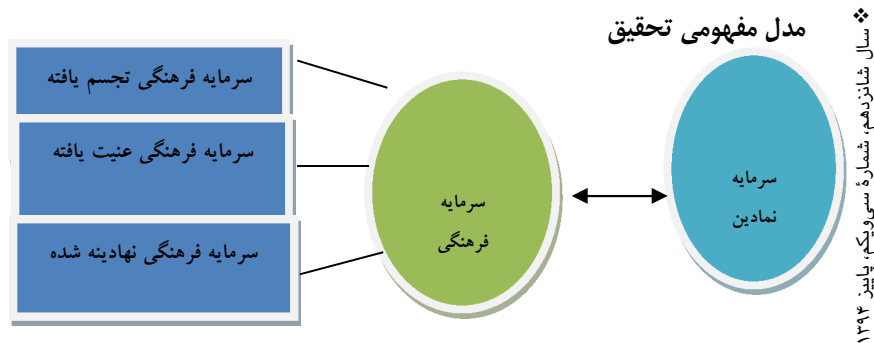 مدل مفهومی تحقیق
سرمایه فرهنگی تجسم یافته
سرمایه فرهنگی عنیت یافته
سرمایه فرهنگی نهادینه شده
سرمایه
فرهنگی
سرمایه
نمادین
❖ سال شانزدهم، شمارهٔ سی‌ویکم، پاییز ۱۳۹۴